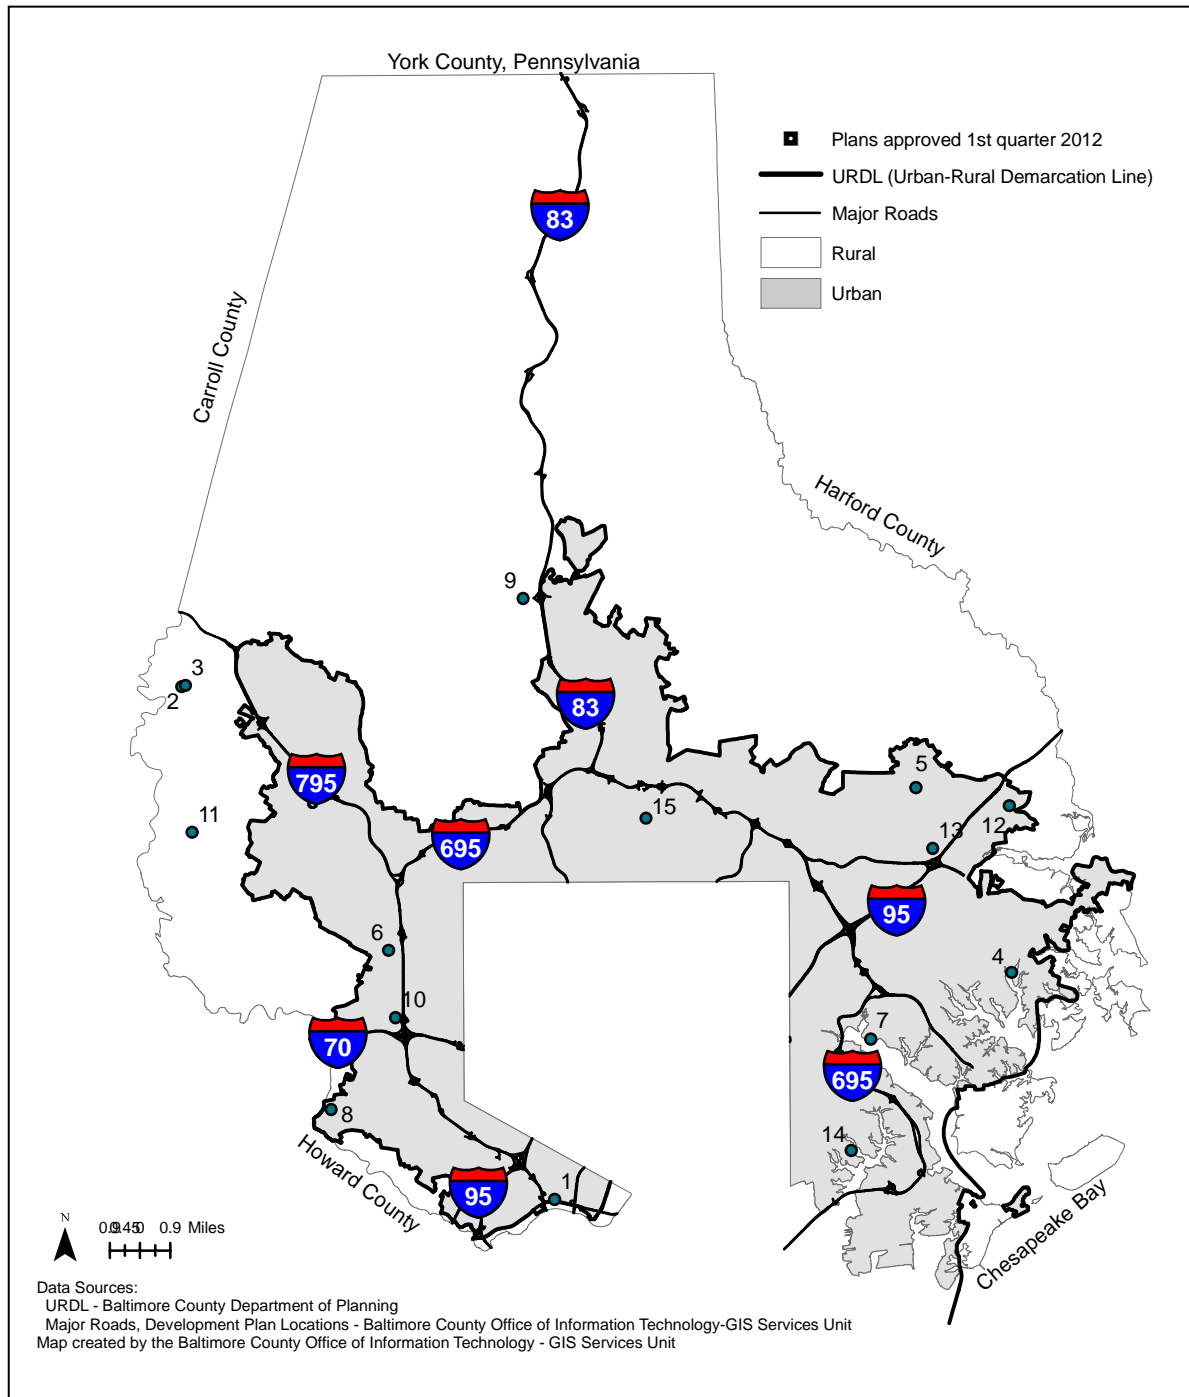 York County, Pennsylvania
Plans approved 1st quarter 2012
URDL (Urban-Rural Demarcation Line)
Major Roads
Rural
Urban
83
Carroll County
Harford County
9
3
2
83
795
5
15
12
11
13
695
95
6
4
10
7
70
695
8
14
Howard County
95
1
Chesapeake Bay
N
0.9 Miles
Data Sources:
URDL - Baltimore County Department of Planning
Major Roads, Development Plan Locations - Baltimore County Office of Information Technology-GIS Services Unit
Map created by the Baltimore County Office of Information Technology - GIS Services Unit